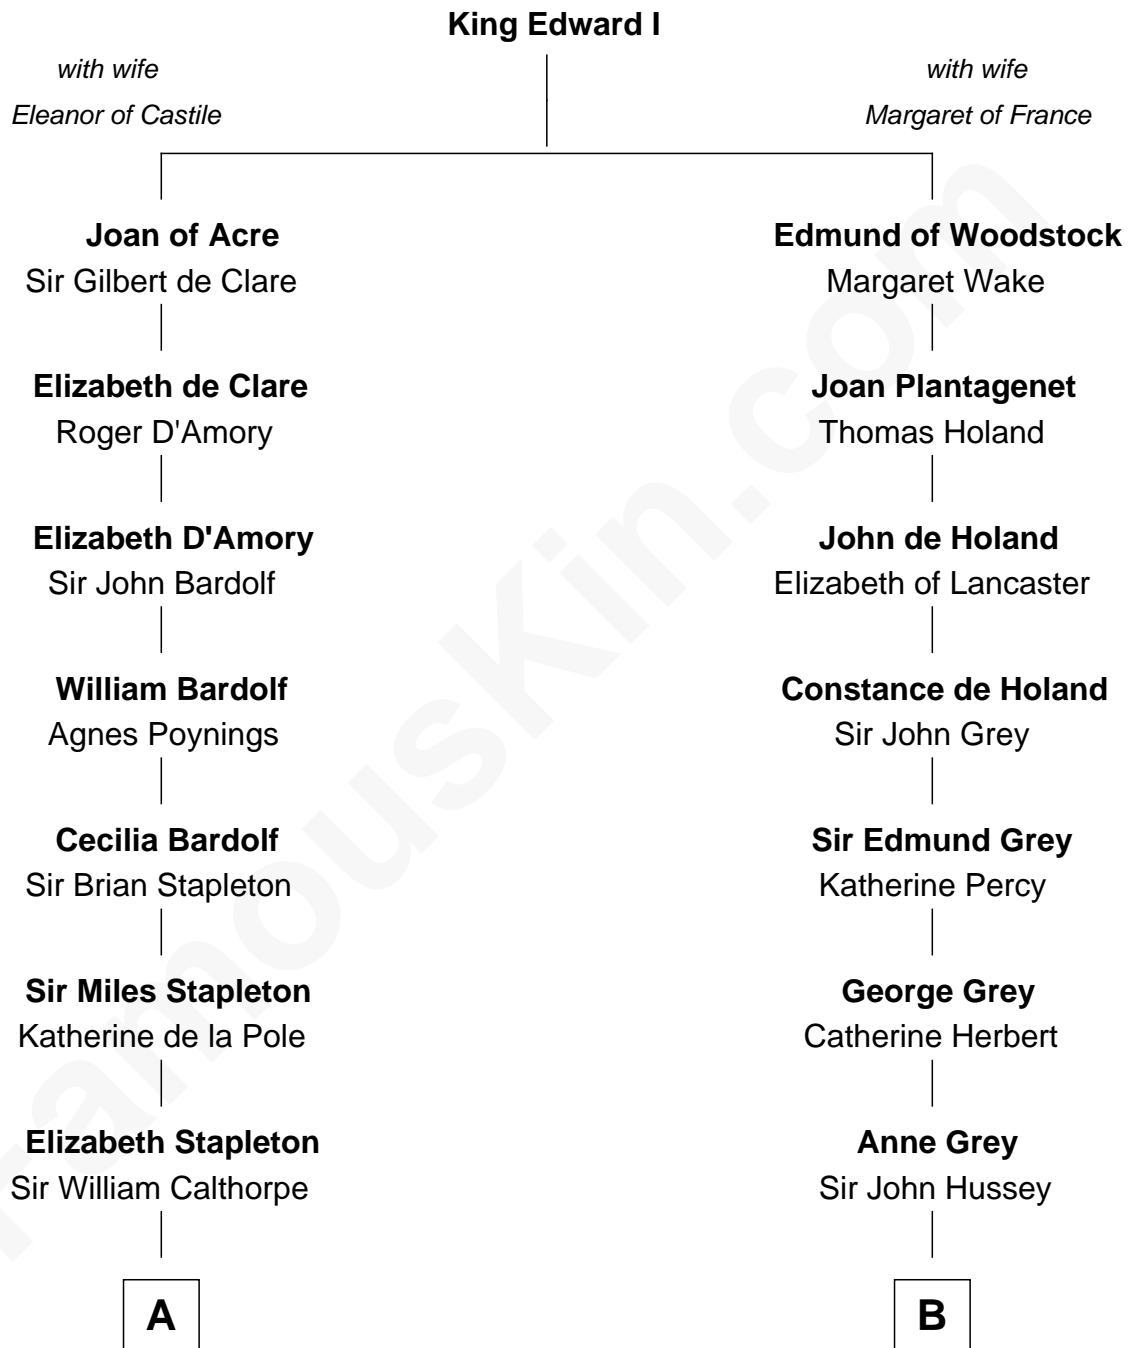 King Edward I
with wife
Eleanor of Castile
with wife
Margaret of France
Joan of Acre
Sir Gilbert de Clare
Edmund of Woodstock
Margaret Wake
Elizabeth de Clare
Roger D'Amory
Joan Plantagenet
Thomas Holand
Elizabeth D'Amory
Sir John Bardolf
John de Holand
Elizabeth of Lancaster
William Bardolf
Agnes Poynings
Constance de Holand
Sir John Grey
Cecilia Bardolf
Sir Brian Stapleton
Sir Edmund Grey
Katherine Percy
Sir Miles Stapleton
Katherine de la Pole
George Grey
Catherine Herbert
Elizabeth Stapleton
Sir William Calthorpe
Anne Grey
Sir John Hussey
A
B
FamousKin.com